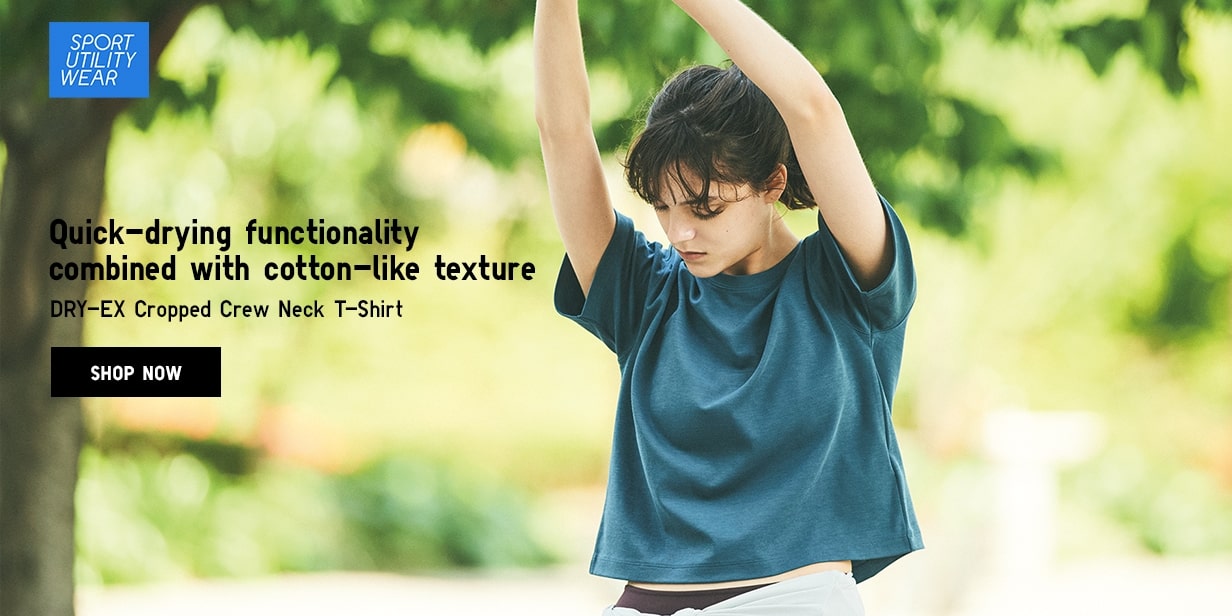 SPORT
UTILITY
WEAR
Quick-drying functionality
combined with cotton-like texture
DRY-EX Cropped Crew Neck T-Shirt
SHOP NOW